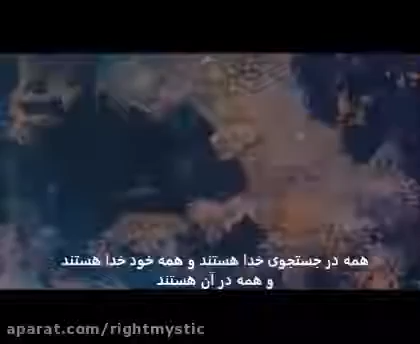 همه در جستجوی خدا هستند و همه خود خدا هستند
و همه در آن هستند
aparat.com/rightmystic